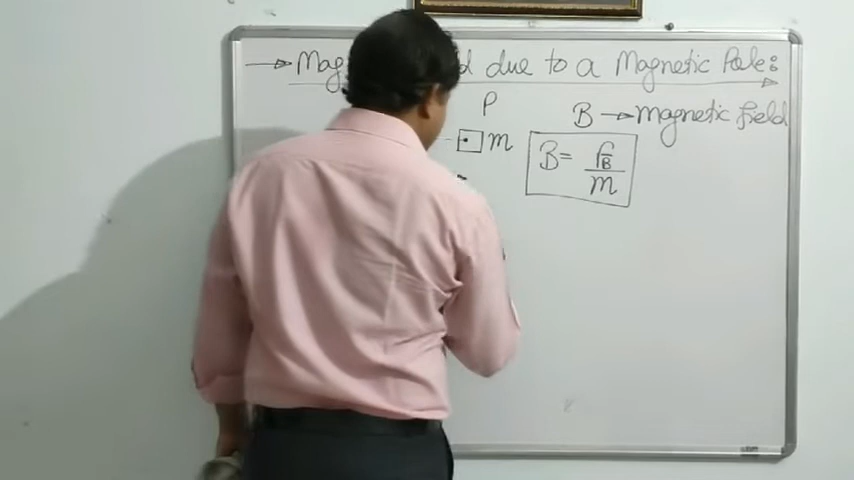 → Mag d due to a Magnetic Pole:
P
B → Magnetic field
m
B = F_B / m